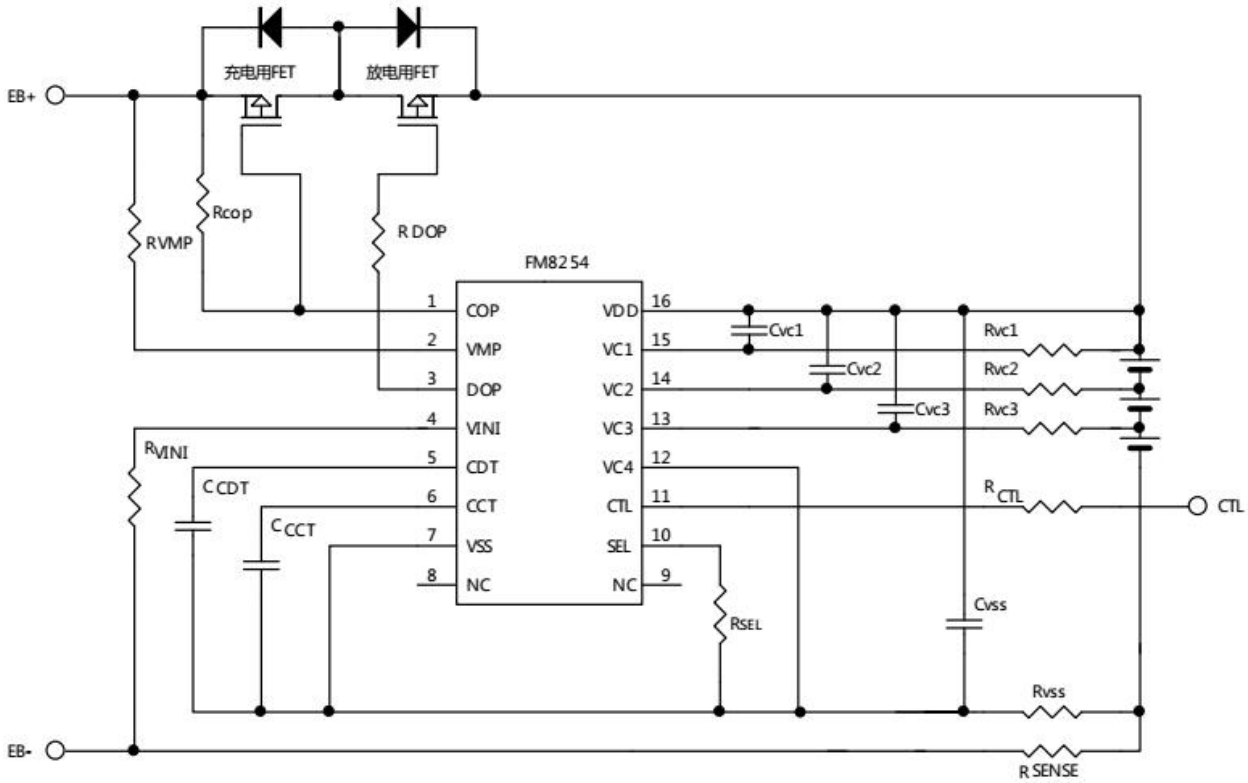 充电用FET
放电用FET
EB+
Rcop
RVMP
R DOP
FM8254
1 COP
VDD 16
2 VMP
VC1 15
3 DOP
VC2 14
4 VINI
VC3 13
5 CDT
VC4 12
6 CCT
CTL 11
7 VSS
SEL 10
8 NC
NC 9
Cvc1
Rvc1
Cvc2
Rvc2
Cvc3
Rvc3
RVINI
C CDT
C CCT
R CTL
CTL
RSEL
Cvss
Rvss
EB-
R SENSE